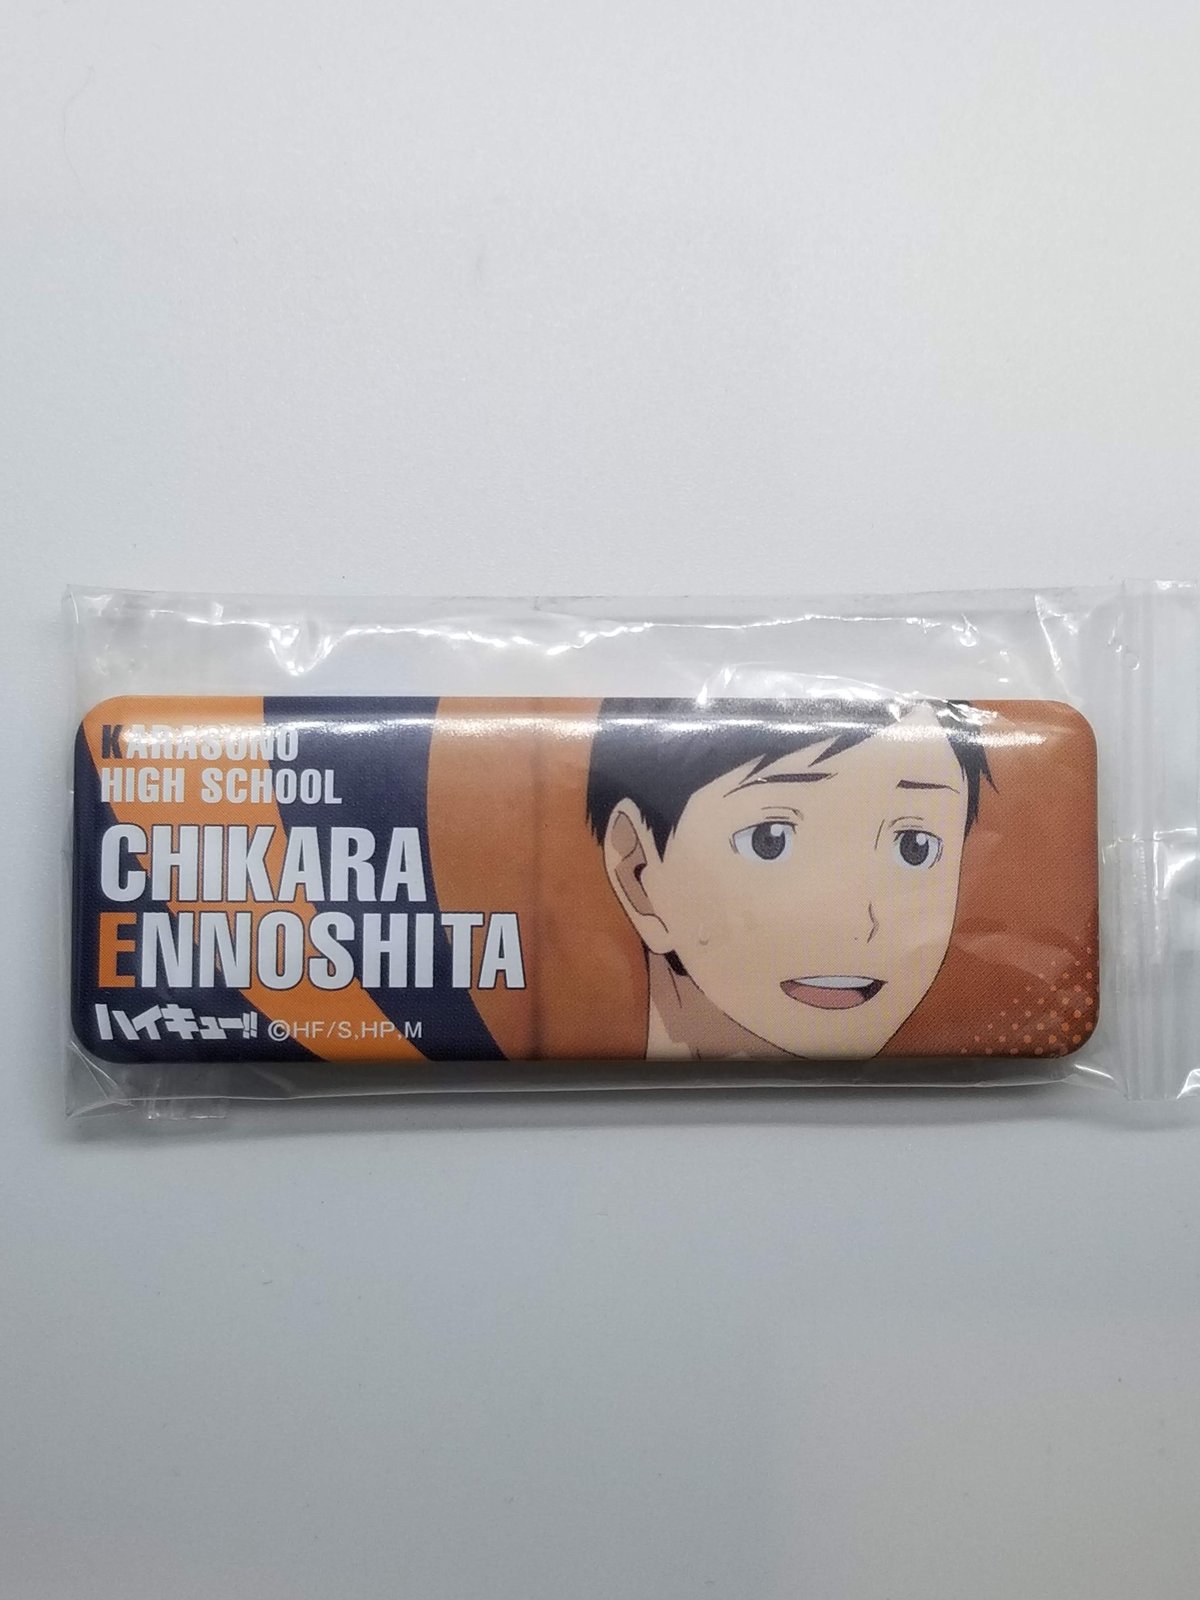 KARASUNO
HIGH SCHOOL
CHIKARA
ENNOSHITA
ハイキュー!! ©HF/S,HP,M